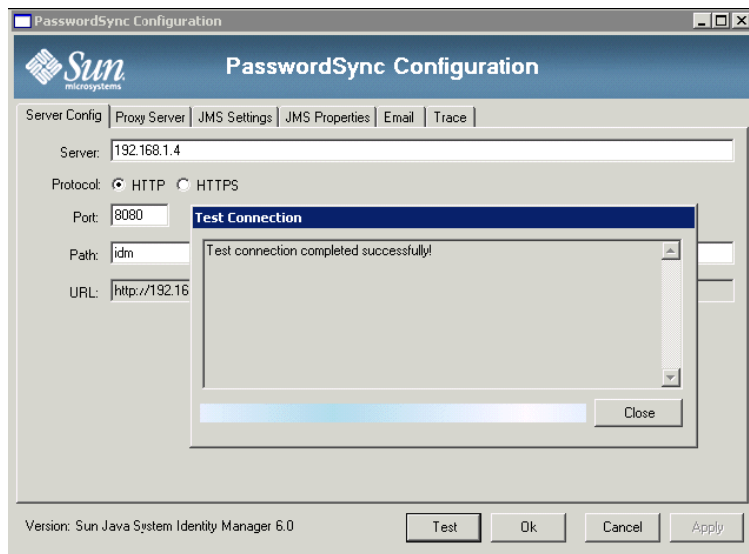 PasswordSync Configuration
Sun
microsystems
PasswordSync Configuration
Server Config Proxy Server JMS Settings JMS Properties Email Trace
Server: 192.168.1.4
Protocol: HTTP HTTPS
Port: 8080
Test Connection
Path: idm
Test connection completed successfully!
URL: http://192.16
Close
Version: Sun Java System Identity Manager 6.0
Test Ok Cancel Apply